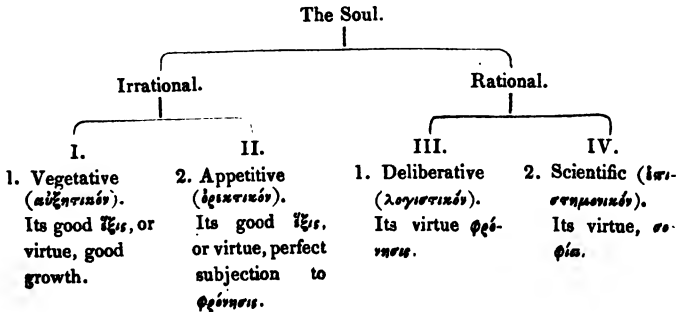 The Soul.
Irrational.
Rational.
I.
1. Vegetative
(αὐξητικόν).
Its good ἕξις, or
virtue, good
growth.
II.
2. Appetitive
(ὀρεκτικόν).
Its good ἕξις,
or virtue, perfect
subjection to
φρόνησις.
III.
1. Deliberative
(λογιστικόν).
Its virtue φρό-
νησις.
IV.
2. Scientific (ἐπι-
στημονικόν).
Its virtue, σο-
φία.